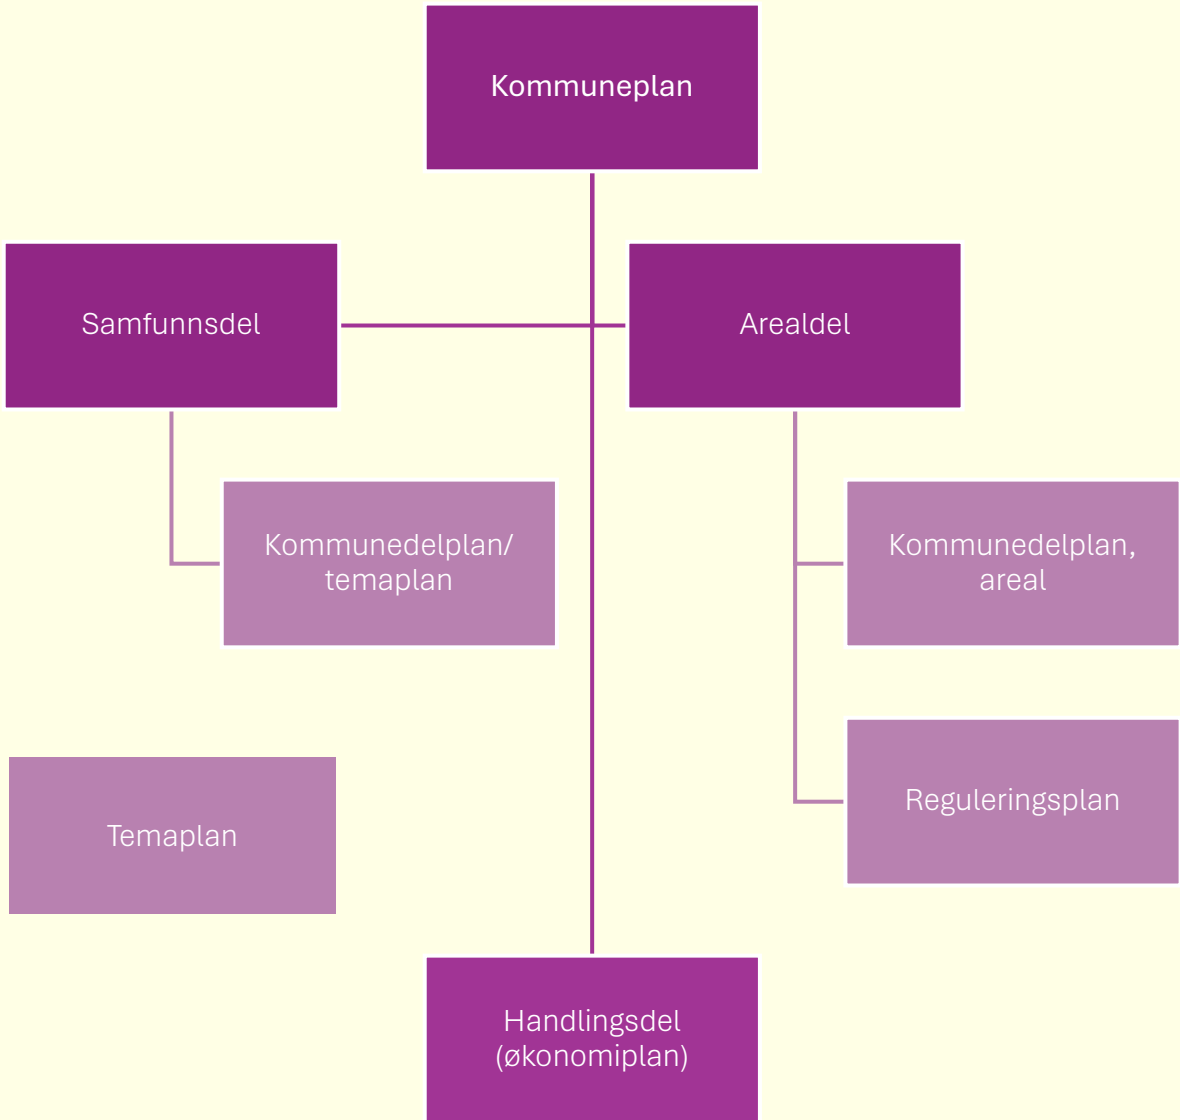 Kommuneplan
Samfunnsdel
Arealdel
Kommunedelplan/
temaplan
Kommunedelplan,
areal
Reguleringsplan
Temaplan
Handlingsdel
(økonomiplan)